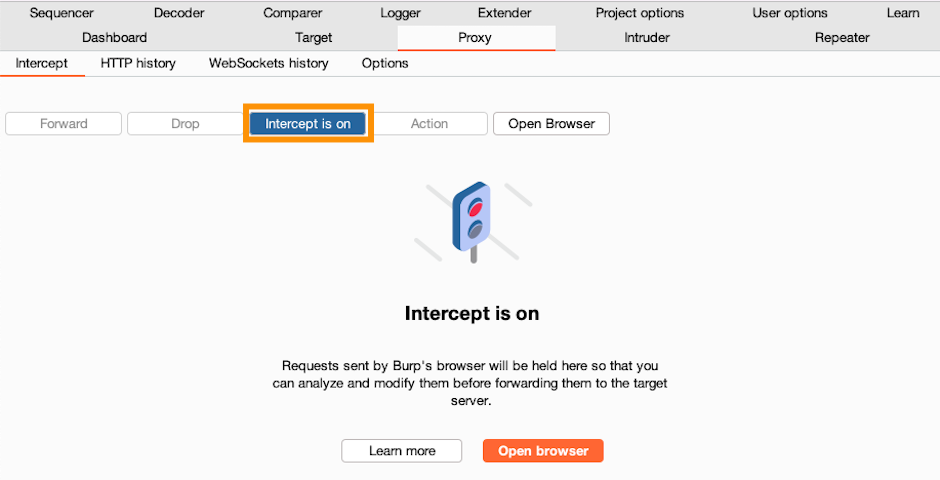 Sequencer Decoder Comparer Logger Extender Project options User options Learn
Dashboard Target Proxy Intruder Repeater
Intercept HTTP history WebSockets history Options
Forward Drop Intercept is on Action Open Browser
Intercept is on
Requests sent by Burp's browser will be held here so that you
can analyze and modify them before forwarding them to the target
server.
Learn more Open browser